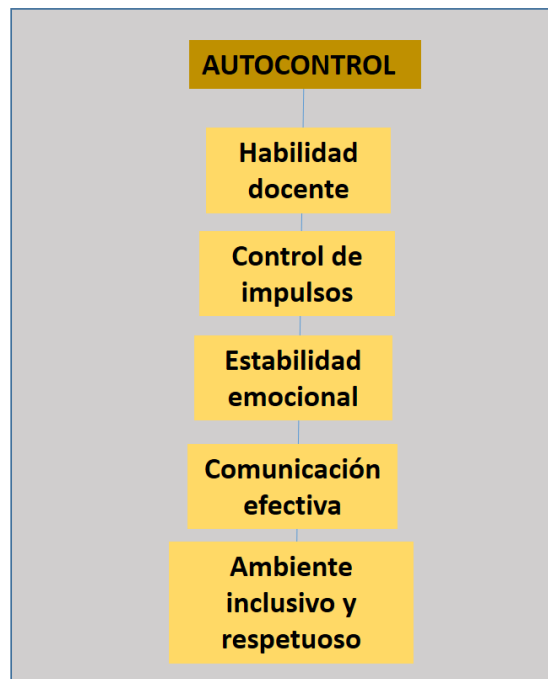 AUTOCONTROL
Habilidad
docente
Control de
impulsos
Estabilidad
emocional
Comunicación
efectiva
Ambiente
inclusivo y
respetuoso